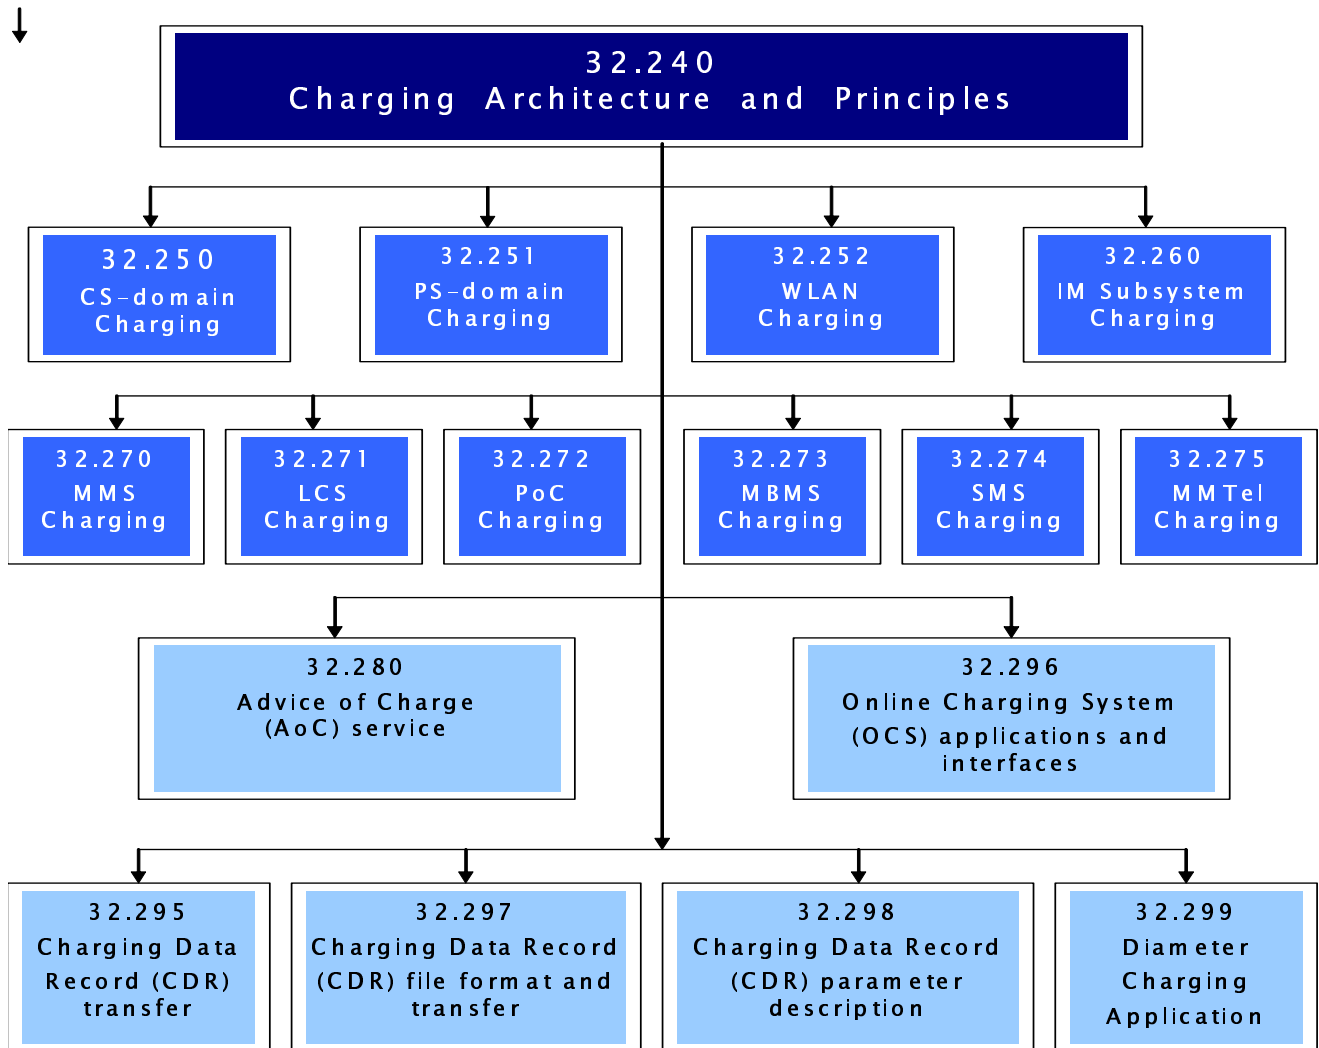 32.240
Charging Architecture and Principles
32.250
CS-domain
Charging
32.251
PS-domain
Charging
32.252
WLAN
Charging
32.260
IM Subsystem
Charging
32.270
MMS
Charging
32.271
LCS
Charging
32.272
PoC
Charging
32.273
MBMS
Charging
32.274
SMS
Charging
32.275
MMTel
Charging
32.280
Advice of Charge
(AoC) service
32.296
Online Charging System
(OCS) applications and
interfaces
32.295
Charging Data
Record (CDR)
transfer
32.297
Charging Data Record
(CDR) file format and
transfer
32.298
Charging Data Record
(CDR) parameter
description
32.299
Diameter
Charging
Application